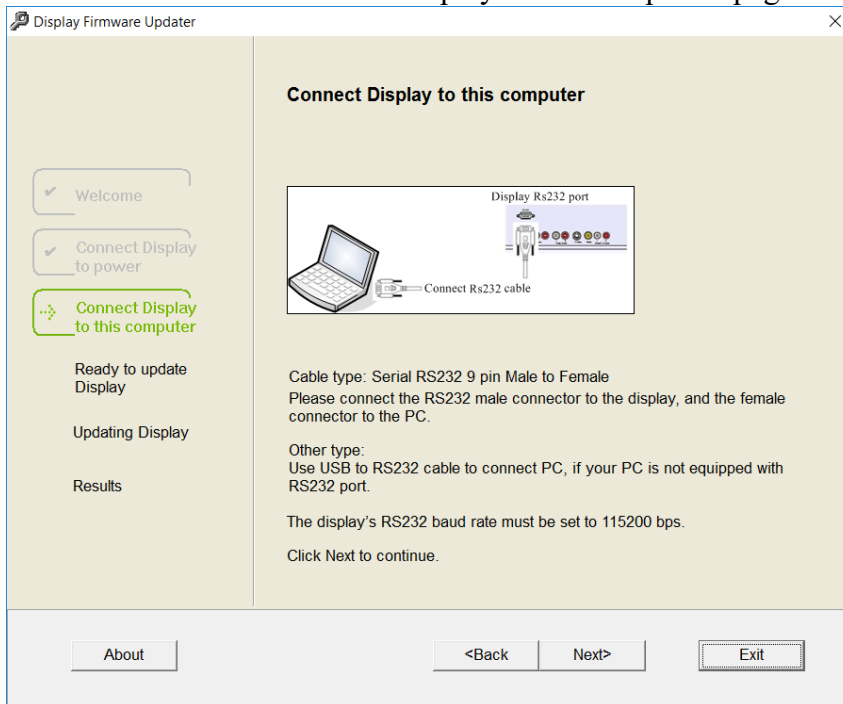 Display Firmware Updater
Connect Display to this computer
Welcome
Connect Display
to power
Connect Display
to this computer
Ready to update
Display
Updating Display
Results
Display Rs232 port
Connect Rs232 cable
Cable type: Serial RS232 9 pin Male to Female
Please connect the RS232 male connector to the display, and the female
connector to the PC.
Other type:
Use USB to RS232 cable to connect PC, if your PC is not equipped with
RS232 port.
The display's RS232 baud rate must be set to 115200 bps.
Click Next to continue.
About
<Back
Next>
Exit